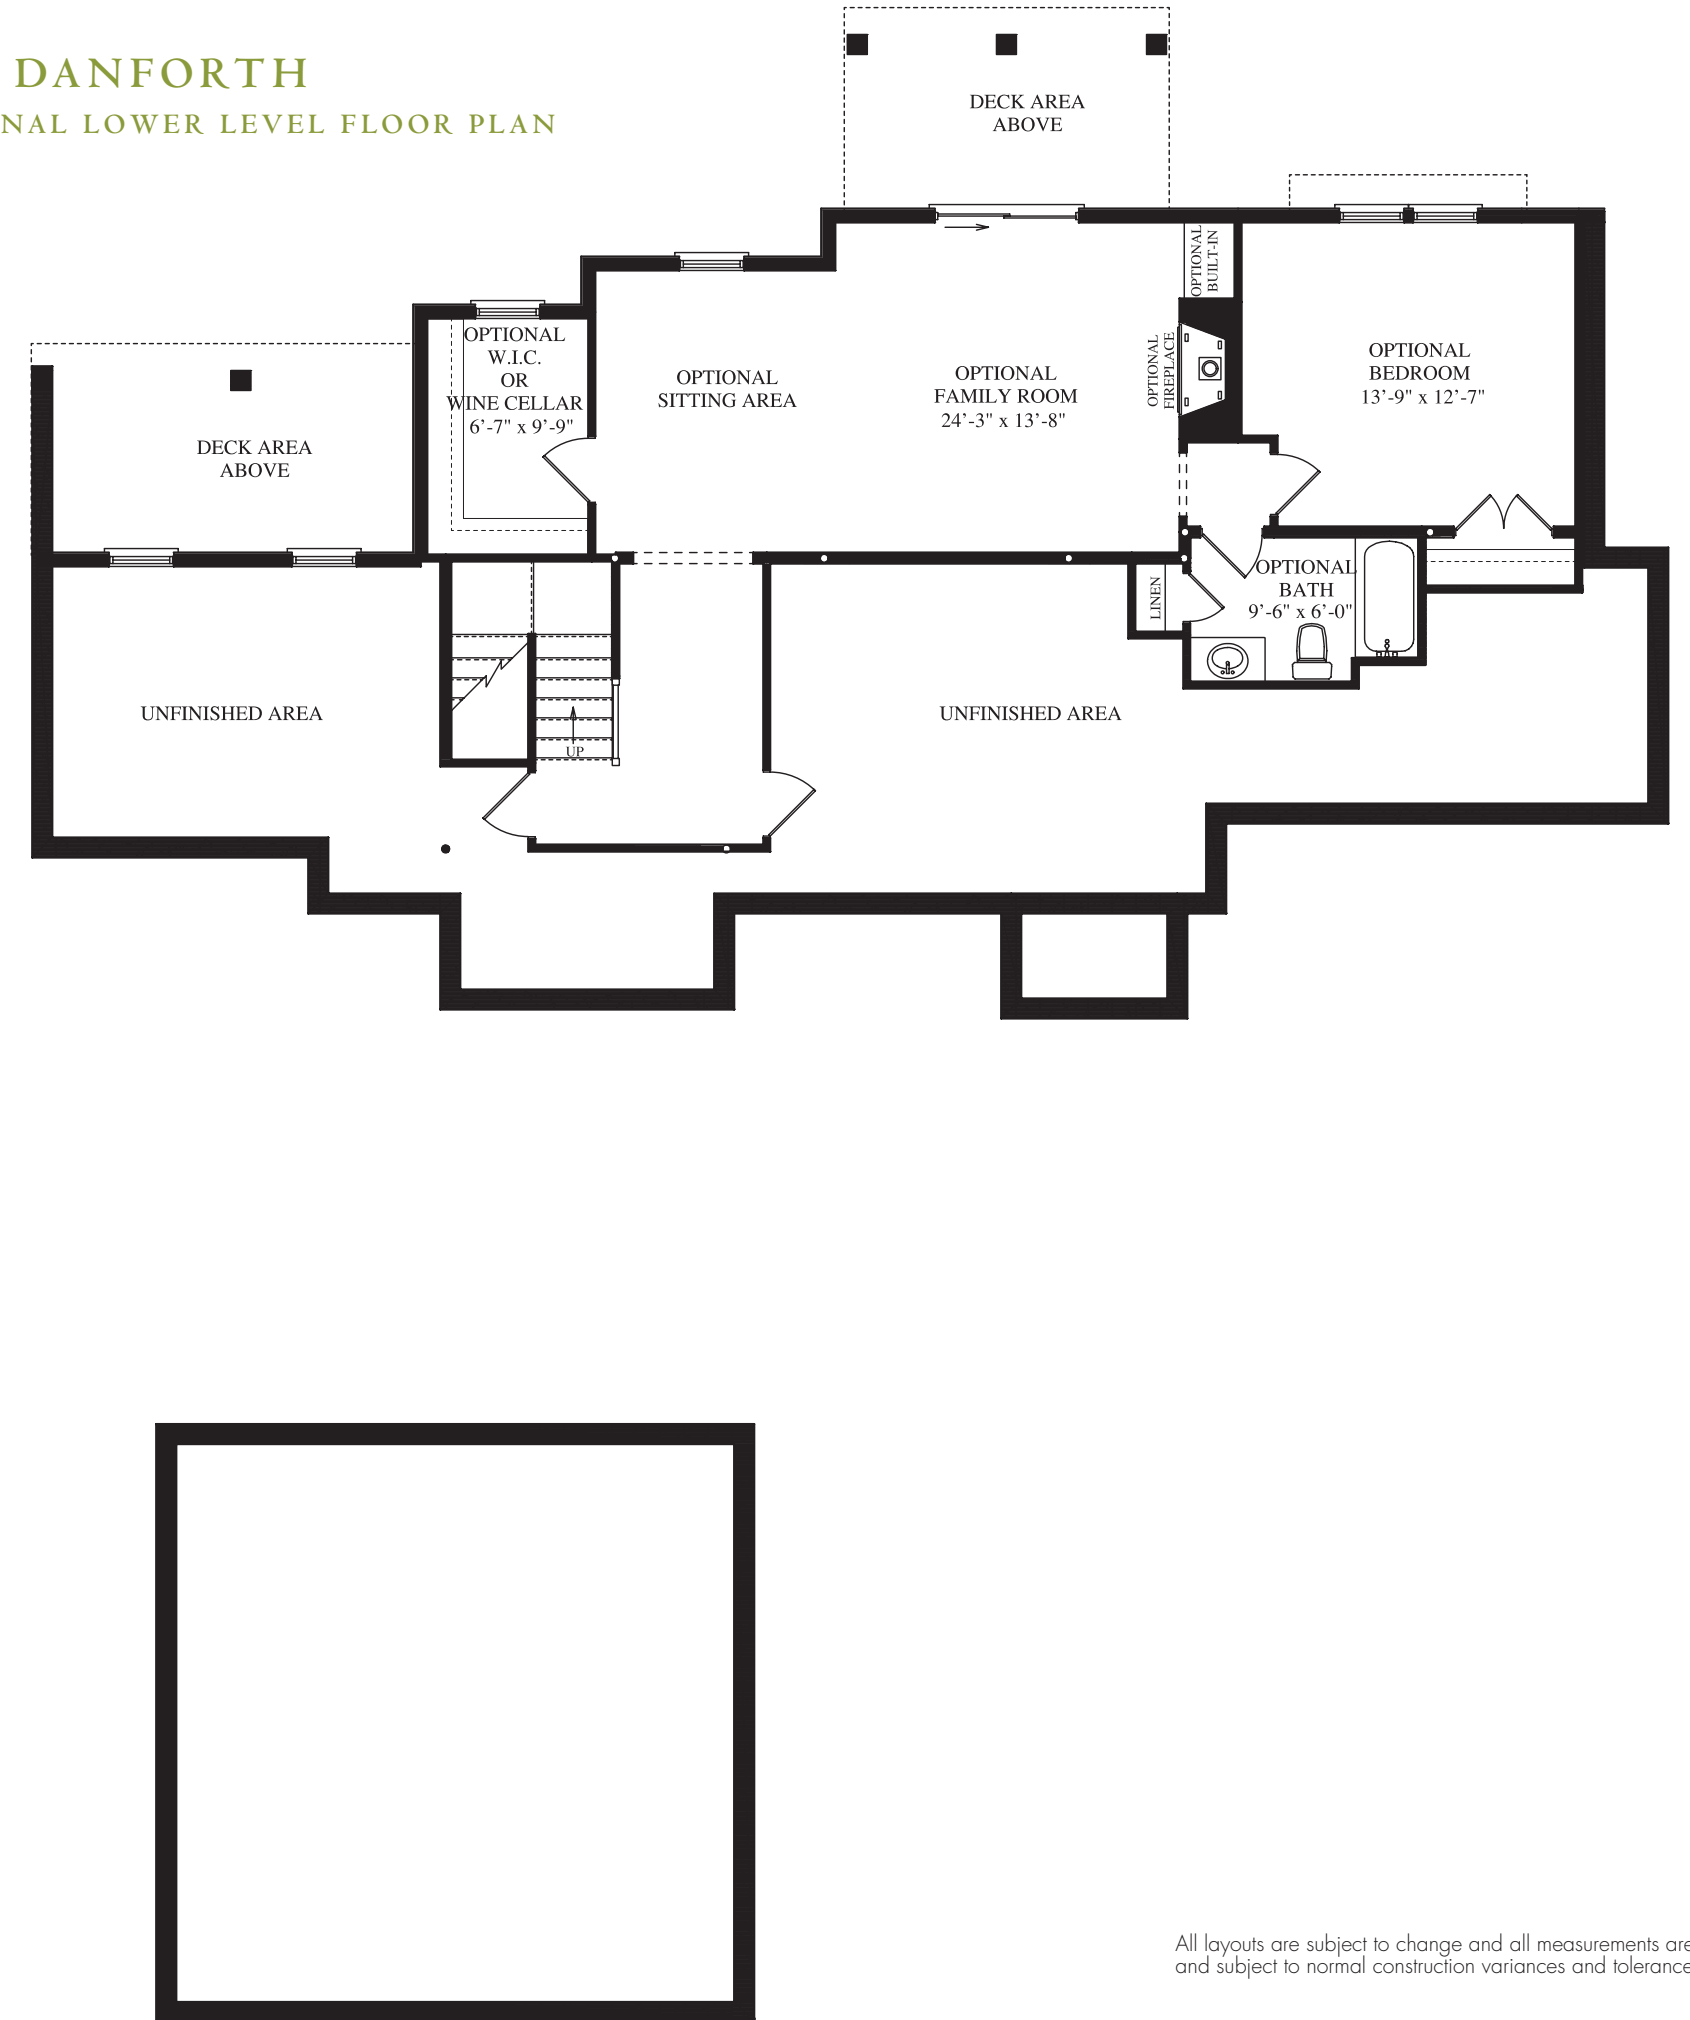 DANFORTH
NAL LOWER LEVEL FLOOR PLAN
DECK AREA
ABOVE
OPTIONAL
BUILT-IN
OPTIONAL
W.I.C.
OR
WINE CELLAR
6'-7" x 9'-9"
OPTIONAL
SITTING AREA
OPTIONAL
FAMILY ROOM
24'-3" x 13'-8"
OPTIONAL
FIREPLACE
OPTIONAL
BEDROOM
13'-9" x 12'-7"
DECK AREA
ABOVE
LINEN
OPTIONAL
BATH
9'-6" x 6'-0"
UNFINISHED AREA
UP
UNFINISHED AREA
All layouts are subject to change and all measurements are
and subject to normal construction variances and tolerance